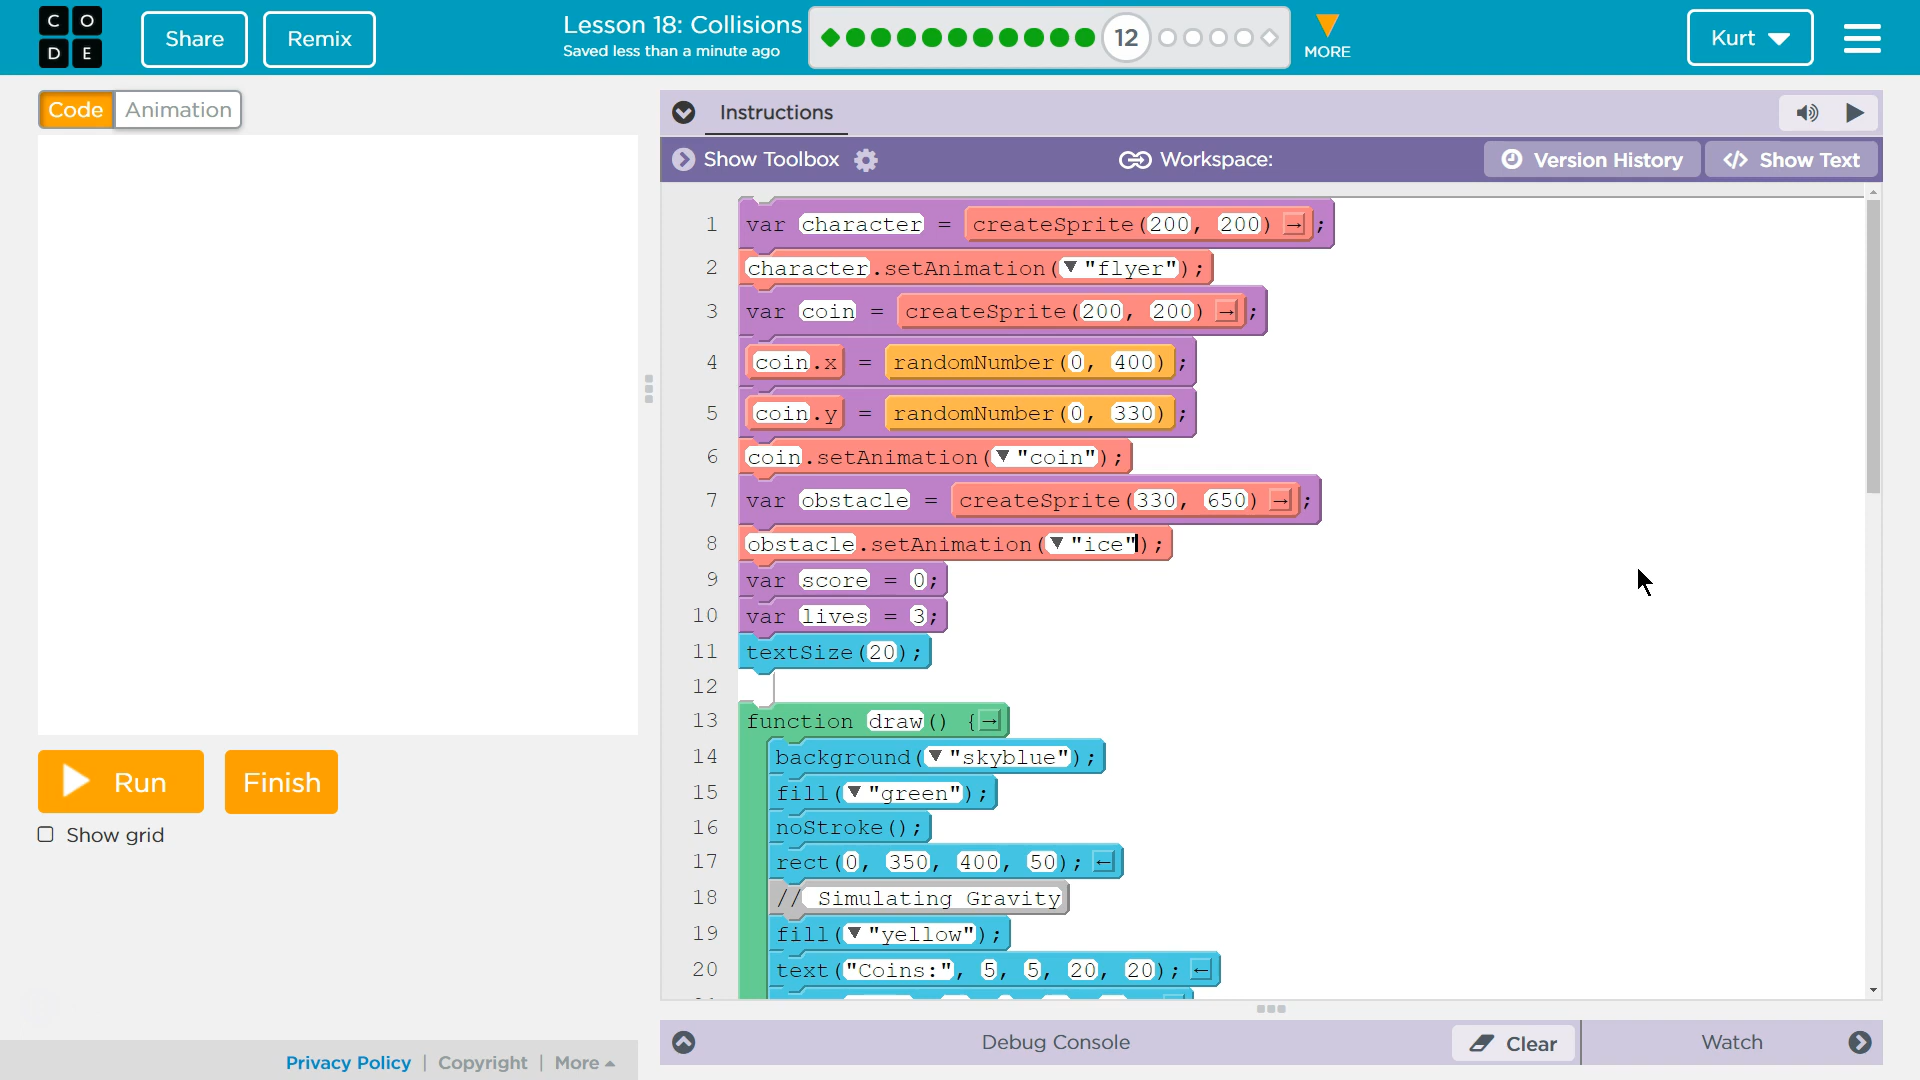 CODE
Share
Remix
Lesson 18: Collisions
Saved less than a minute ago
12
MORE
Kurt
Code
Animation
Instructions
Show Toolbox
Workspace:
Version History
</> Show Text
1 var character = createSprite(200, 200) → ;
2 character.setAnimation(▼ "flyer");
3 var coin = createSprite(200, 200) → ;
4 coin.x = randomNumber(0, 400);
5 coin.y = randomNumber(0, 330);
6 coin.setAnimation(▼ "coin");
7 var obstacle = createSprite(330, 650) → ;
8 obstacle.setAnimation(▼ "ice");
9 var score = 0;
10 var lives = 3;
11 textSize(20);
12
13 function draw() { →
14 background(▼ "skyblue");
15 fill(▼ "green");
16 noStroke();
17 rect(0, 350, 400, 50); ←
18 // Simulating Gravity
19 fill(▼ "yellow");
20 text("Coins:", 5, 5, 20, 20); ←
Run
Finish
Show grid
Debug Console
Clear
Watch
Privacy Policy | Copyright | More